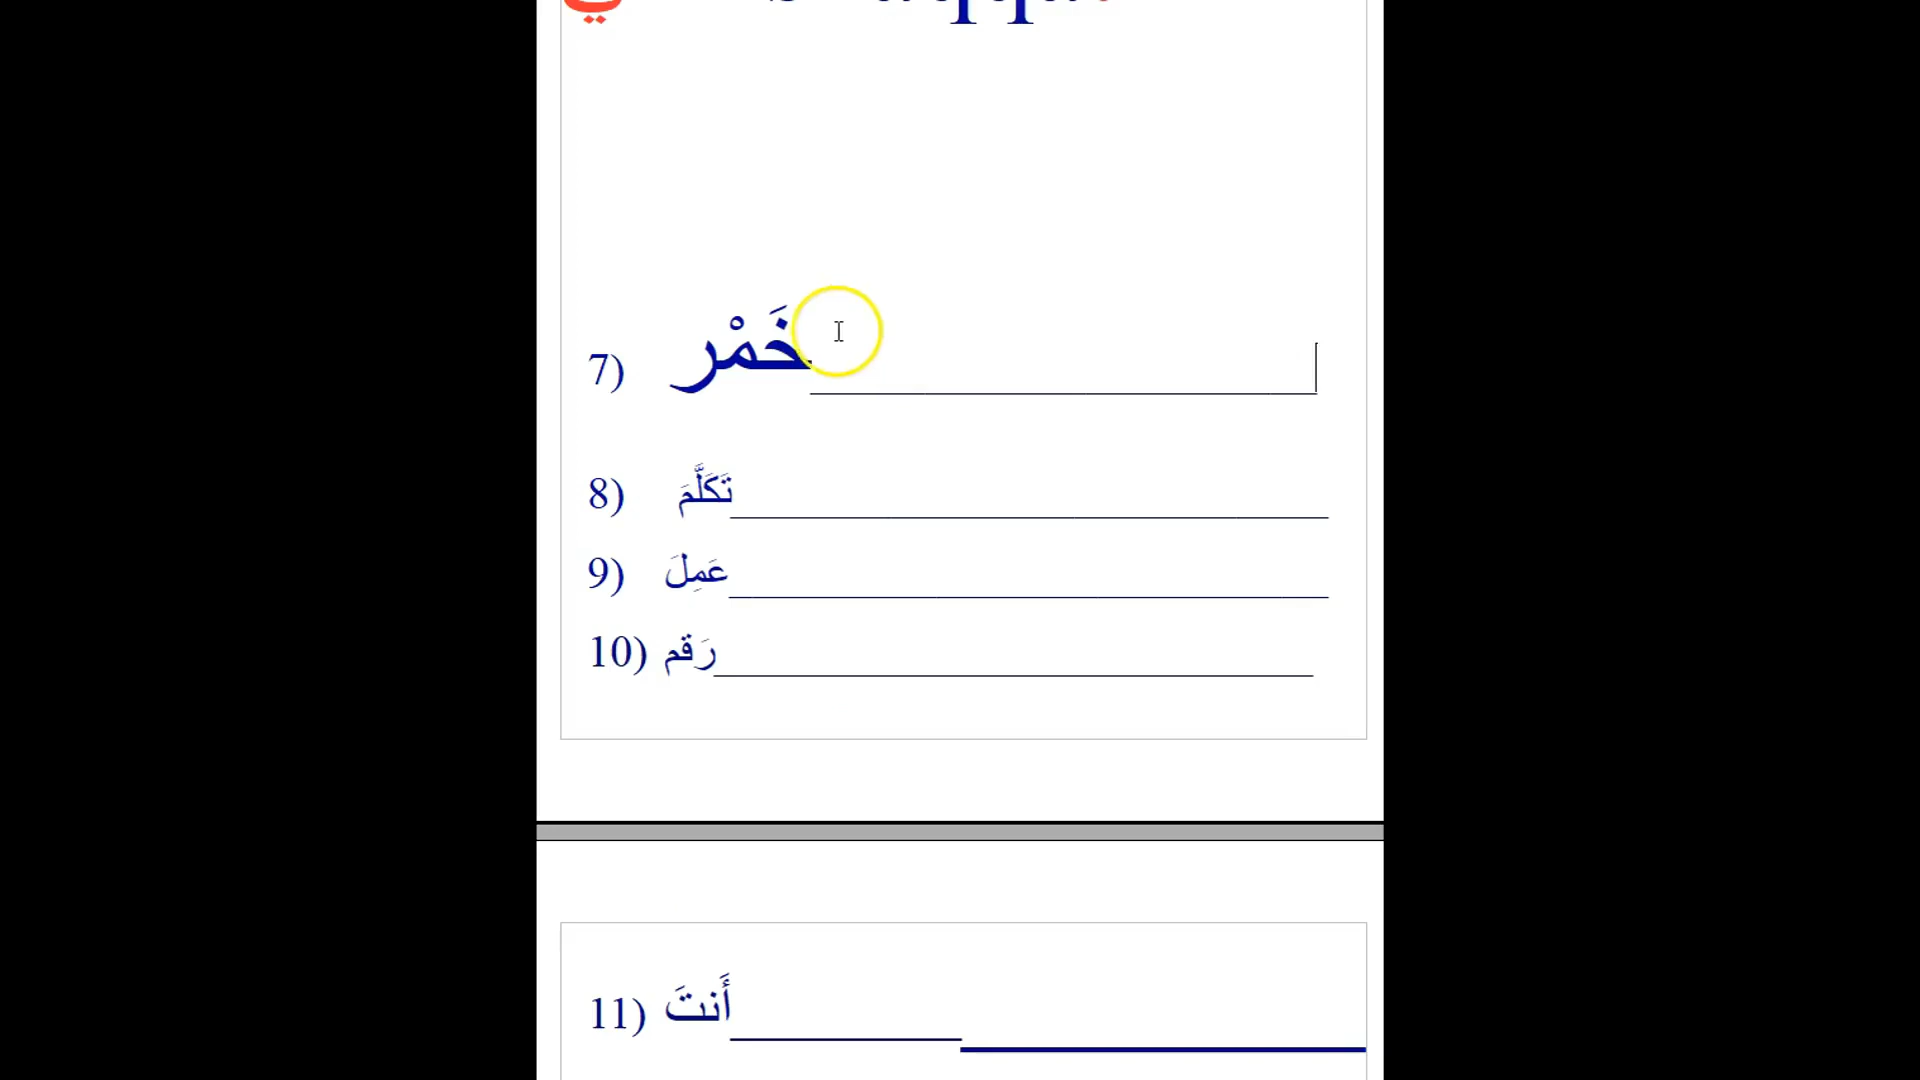 7) خَمْر
8) تَكَلَّمَ
9) عَمِلَ
10) رَقم
11) أَنتَ